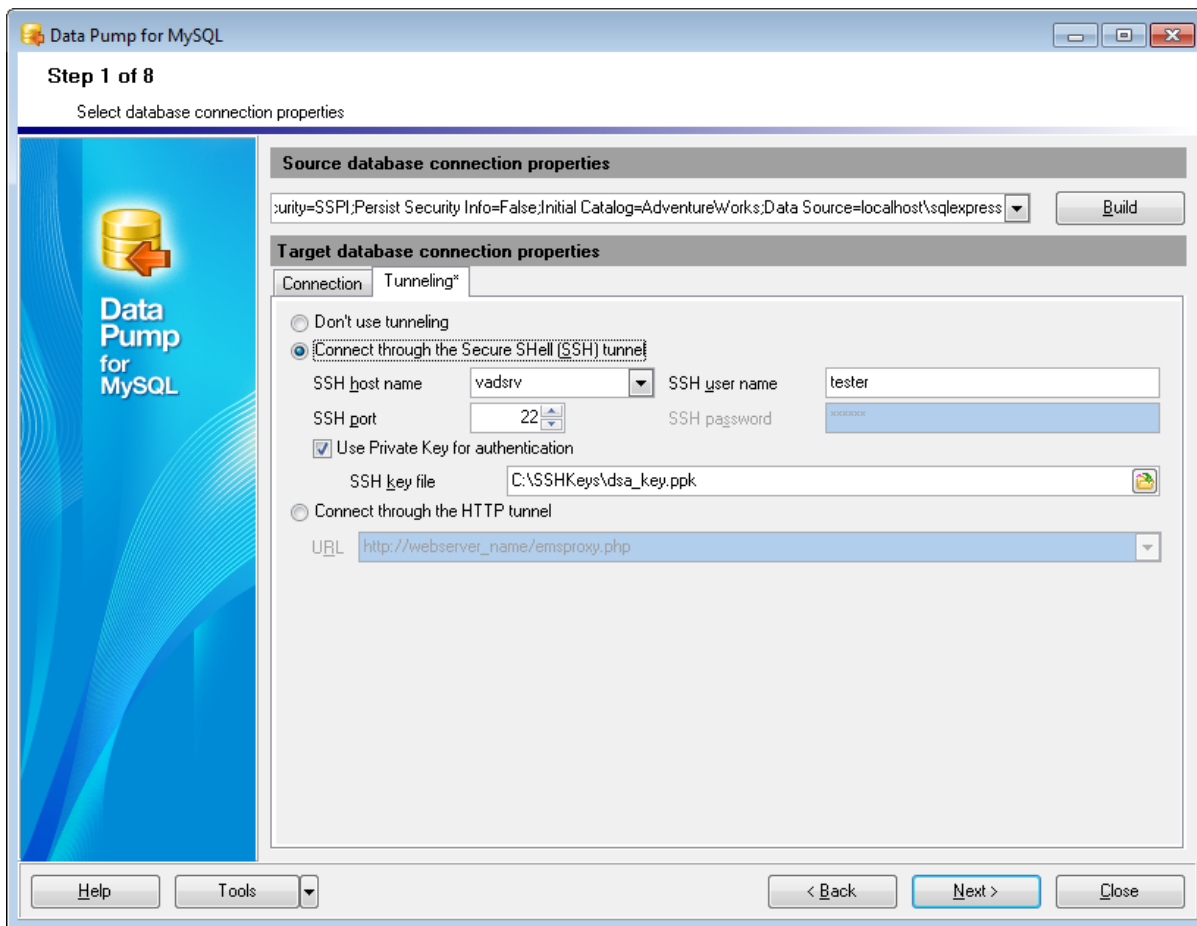 Data Pump for MySQL
Step 1 of 8
Select database connection properties
Data
Pump
for
MySQL
Source database connection properties
curity=SSPI;Persist Security Info=False;Initial Catalog=AdventureWorks;Data Source=localhost\sqlexpress
Build
Target database connection properties
Connection Tunneling*
Don't use tunneling
Connect through the Secure SHell (SSH) tunnel
SSH host name vadsrv SSH user name tester
SSH port 22 SSH password ××××××
Use Private Key for authentication
SSH key file C:\SSHKeys\dsa_key.ppk
Connect through the HTTP tunnel
URL http://webserver_name/emsproxy.php
Help Tools < Back Next > Close